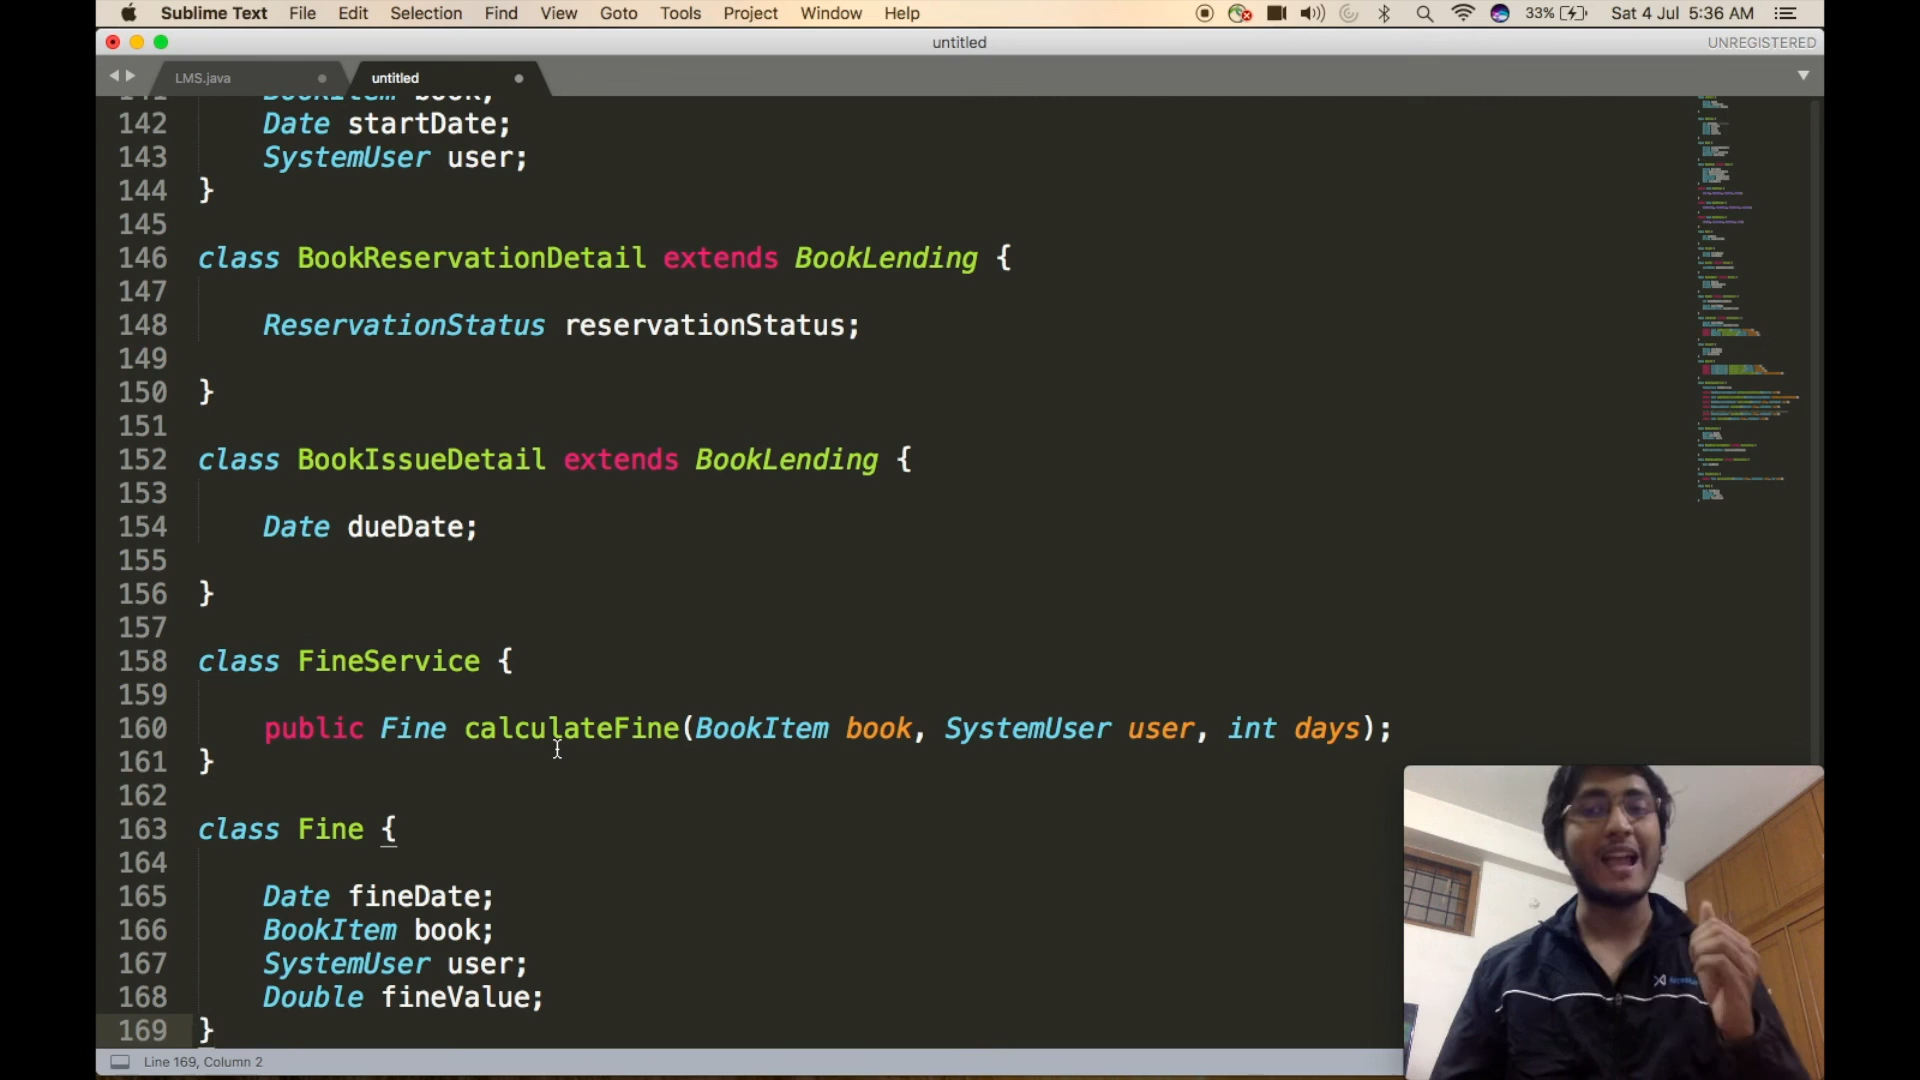 Sublime Text File Edit Selection Find View Goto Tools Project Window Help 33% Sat 4 Jul 5:36 AM
untitled UNREGISTERED
LMS.java untitled
141 BookItem book;
142 Date startDate;
143 SystemUser user;
144 }
145
146 class BookReservationDetail extends BookLending {
147
148 ReservationStatus reservationStatus;
149
150 }
151
152 class BookIssueDetail extends BookLending {
153
154 Date dueDate;
155
156 }
157
158 class FineService {
159
160 public Fine calculateFine(BookItem book, SystemUser user, int days);
161 }
162
163 class Fine {
164
165 Date fineDate;
166 BookItem book;
167 SystemUser user;
168 Double fineValue;
169 }
Line 169, Column 2